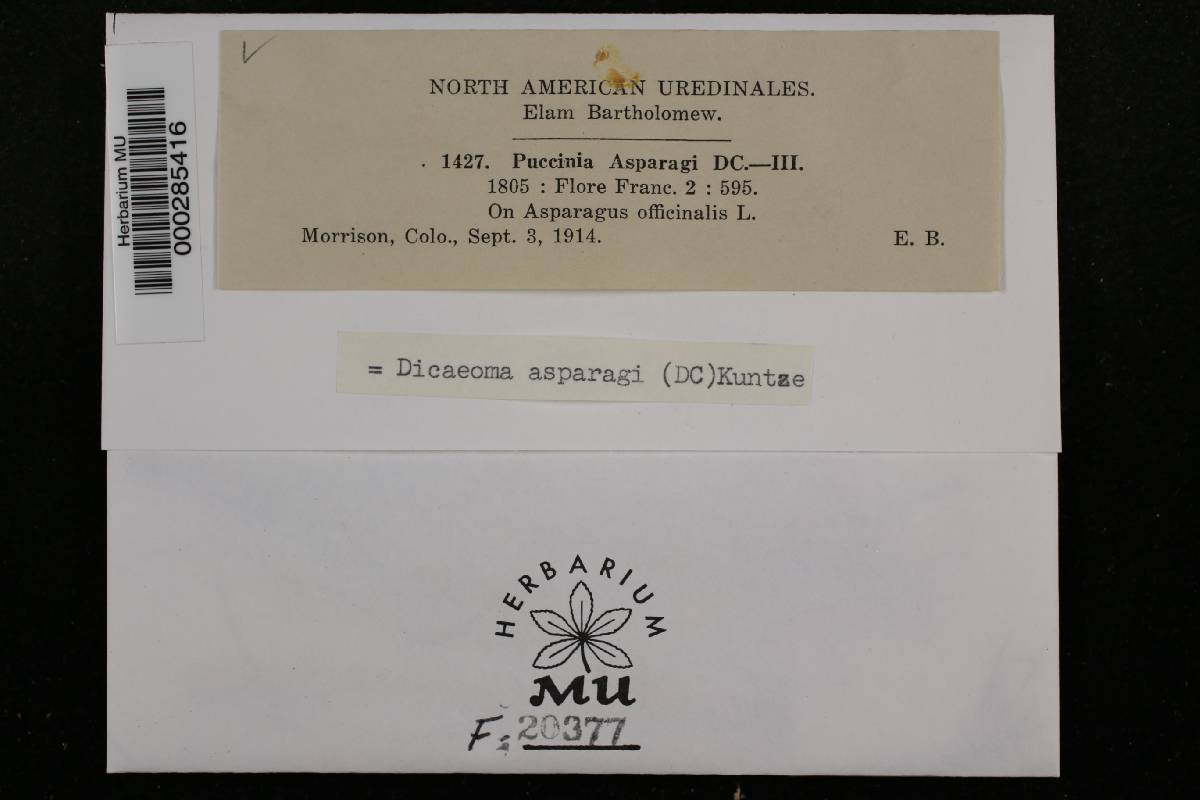 Herbarium MU
000285416
NORTH AMERICAN UREDINALES.
Elam Bartholomew.
1427. Puccinia Asparagi DC.—III.
1805 : Flore Franc. 2 : 595.
On Asparagus officinalis L.
Morrison, Colo., Sept. 3, 1914. E. B.
= Dicaeoma asparagi (DC)Kuntze
HERBARIUM
MU
F. 20377